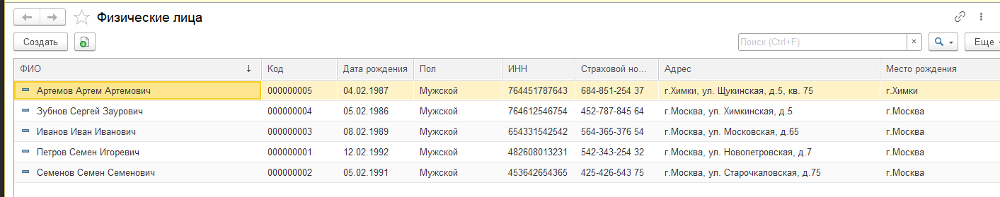 Физические лица
Создать Поиск (Ctrl+F) × Еще
ФИО ↓ Код Дата рождения Пол ИНН Страховой но... Адрес Место рождения
Артемов Артем Артемович 000000005 04.02.1987 Мужской 764451787643 684-851-254 37 г.Химки, ул. Щукинская, д.5, кв. 75 г.Химки
Зубнов Сергей Заурович 000000004 05.02.1986 Мужской 764612546754 452-787-845 64 г.Москва, ул. Химкинская, д.5 г.Москва
Иванов Иван Иванович 000000003 08.02.1989 Мужской 654331542542 564-365-376 54 г.Москва, ул. Московская, д.65 г.Москва
Петров Семен Игоревич 000000001 12.02.1992 Мужской 482608013231 542-343-254 32 г.Москва, ул. Новопетровская, д.7 г.Москва
Семенов Семен Семенович 000000002 05.02.1991 Мужской 453642654365 425-426-543 75 г.Москва, ул. Старочкаловская, д.75 г.Москва